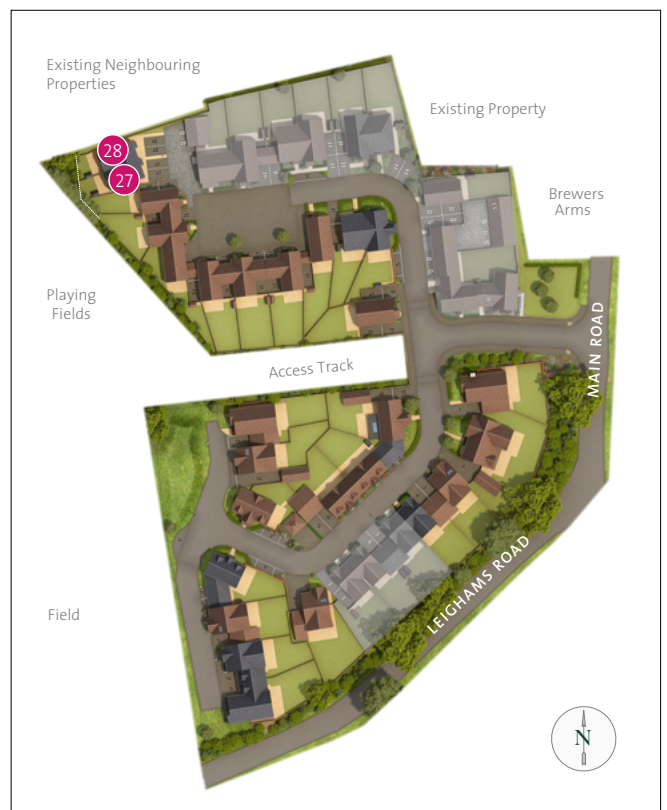 Existing Neighbouring
Properties
Existing Property
28
27
Brewers
Arms
Playing
Fields
MAIN ROAD
Access Track
LEIGHAMS ROAD
Field
N